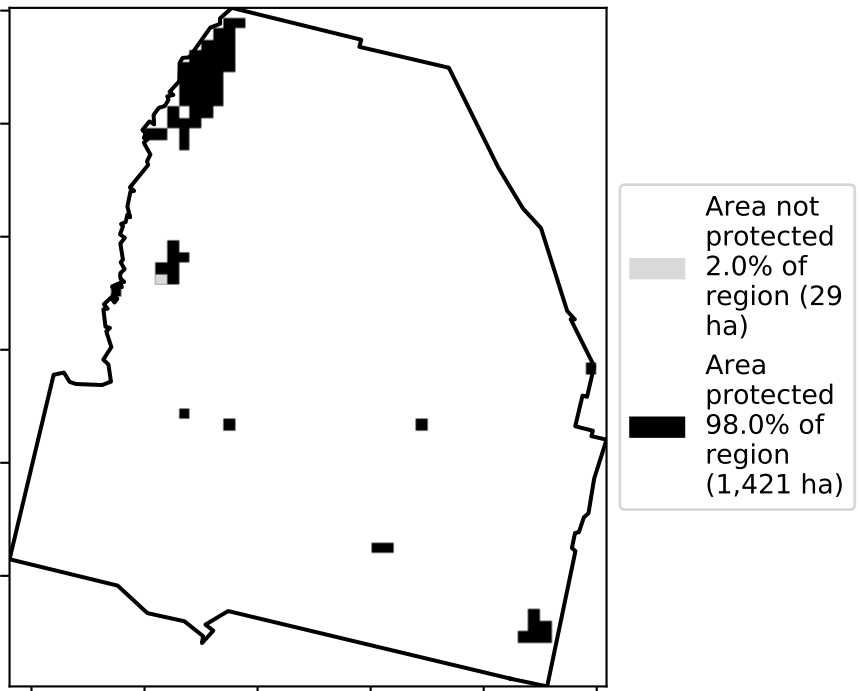 Area not
protected
2.0% of
region (29
ha)
Area
protected
98.0% of
region
(1,421 ha)